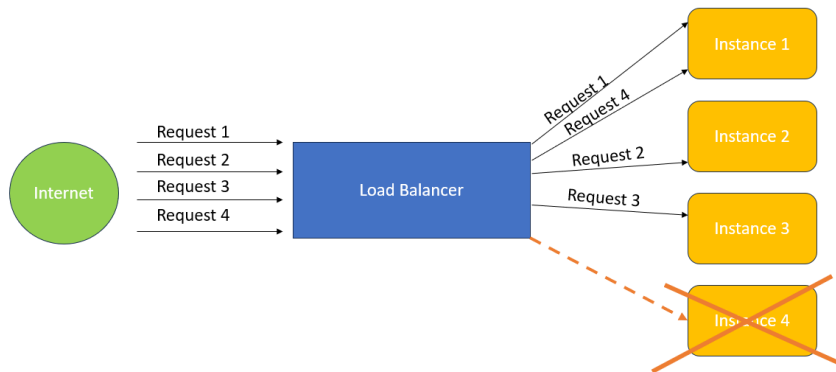 Internet
Request 1
Request 2
Request 3
Request 4
Load Balancer
Request 1
Request 4
Request 2
Request 3
Instance 1
Instance 2
Instance 3
Instance 4